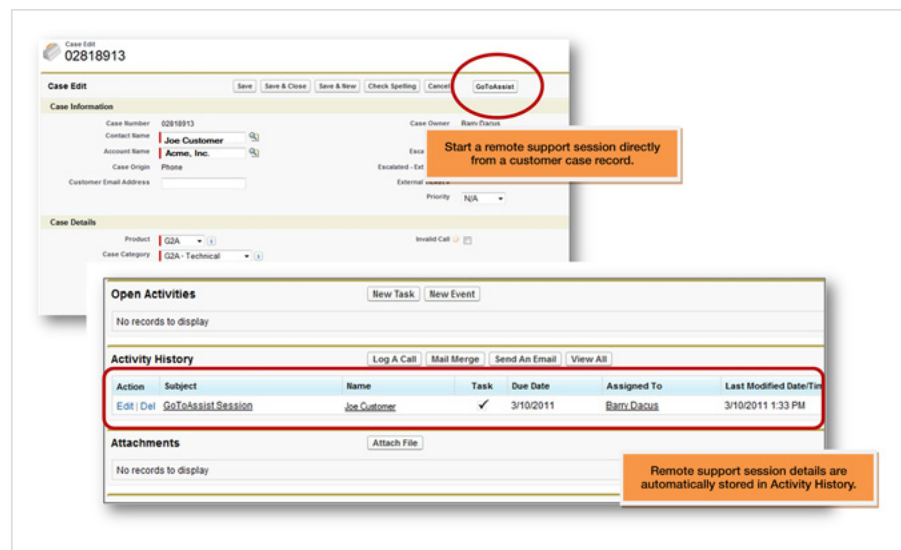 Case Edit
02818913
Case Edit Save Save & Close Save & New Check Spelling Cancel GoToAssist
Case Information
Case Number 02818913 Case Owner Barry Dacus
Contact Name Joe Customer
Account Name Acme, Inc. Esca
Case Origin Phone Escalated - Ext
Customer Email Address External
Priority N/A
Start a remote support session directly
from a customer case record.
Case Details
Product G2A Invalid Call
Case Category G2A - Technical
Open Activities New Task New Event
No records to display
Activity History Log A Call Mail Merge Send An Email View All
Action Subject Name Task Due Date Assigned To Last Modified Date/Tim
Edit | Del GoToAssist Session Joe Customer ✓ 3/10/2011 Barry Dacus 3/10/2011 1:33 PM
Attachments Attach File
No records to display
Remote support session details are
automatically stored in Activity History.